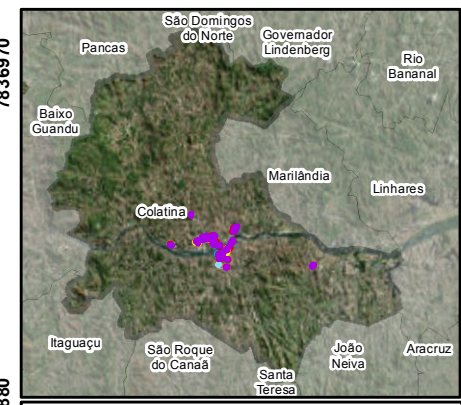 São Domingos
do Norte
Governador
Lindenberg
Pancas
Rio
Bananal
7836970
Baixo
Guandu
Marilândia
Linhares
Colatina
Itaguaçu
São Roque
do Canaã
João
Neiva
Aracruz
Santa
Teresa